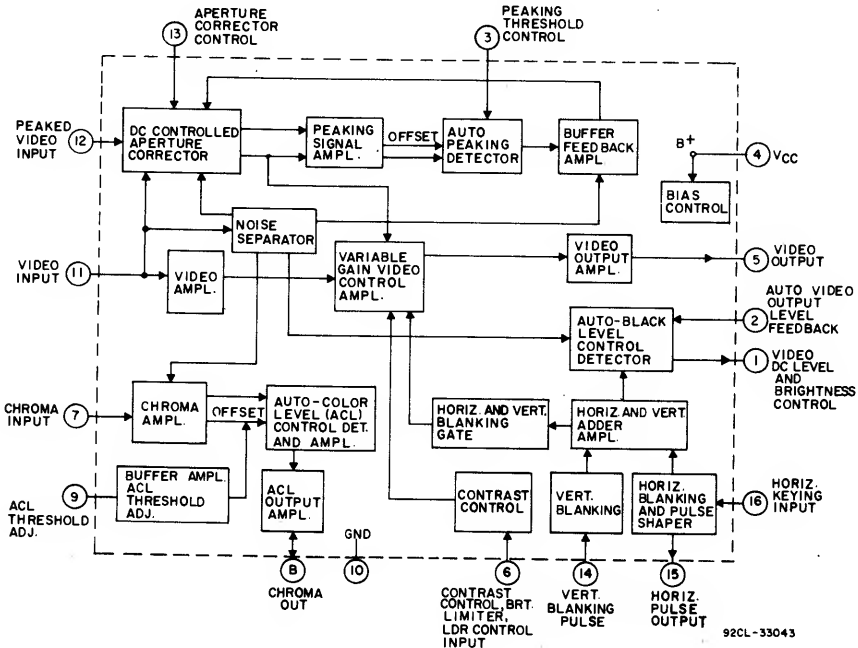 APERTURE
CORRECTOR
CONTROL
13
PEAKING
THRESHOLD
CONTROL
3
PEAKED
VIDEO
INPUT
12
DC CONTROLLED
APERTURE
CORRECTOR
PEAKING
SIGNAL
AMPL.
OFFSET
AUTO
PEAKING
DETECTOR
BUFFER
FEEDBACK
AMPL.
B+
4
VCC
BIAS
CONTROL
NOISE
SEPARATOR
VIDEO
INPUT
11
VIDEO
AMPL.
VARIABLE
GAIN VIDEO
CONTROL
AMPL.
VIDEO
OUTPUT
AMPL.
5
VIDEO
OUTPUT
AUTO-BLACK
LEVEL
CONTROL
DETECTOR
2
AUTO VIDEO
OUTPUT
LEVEL
FEEDBACK
1
VIDEO
DC LEVEL
AND
BRIGHTNESS
CONTROL
CHROMA
INPUT
7
CHROMA
AMPL.
OFFSET
AUTO-COLOR
LEVEL (ACL)
CONTROL DET.
AND AMPL.
HORIZ. AND VERT.
BLANKING
GATE
HORIZ. AND VERT.
ADDER
AMPL.
9
ACL
THRESHOLD
ADJ.
BUFFER AMPL.
ACL
THRESHOLD
ADJ.
ACL
OUTPUT
AMPL.
CONTRAST
CONTROL
VERT.
BLANKING
HORIZ.
BLANKING
AND PULSE
SHAPER
16
HORIZ.
KEYING
INPUT
GND
8
CHROMA
OUT
10
6
CONTRAST
CONTROL, BRT.
LIMITER,
LDR CONTROL
INPUT
14
VERT.
BLANKING
PULSE
15
HORIZ.
PULSE
OUTPUT
92CL-33043